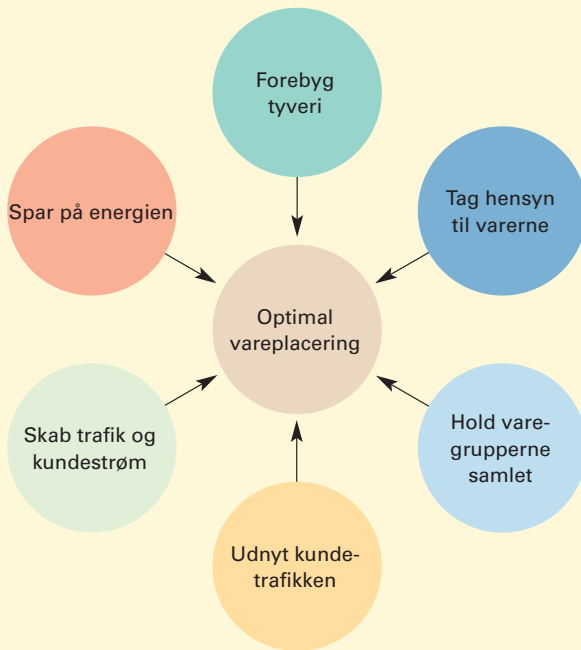 Forebyg
tyveri
Spar på energien
Tag hensyn
til varerne
Optimal
vareplacering
Skab trafik og
kundestrøm
Hold vare-
grupperne
samlet
Udnyt kunde-
trafikken